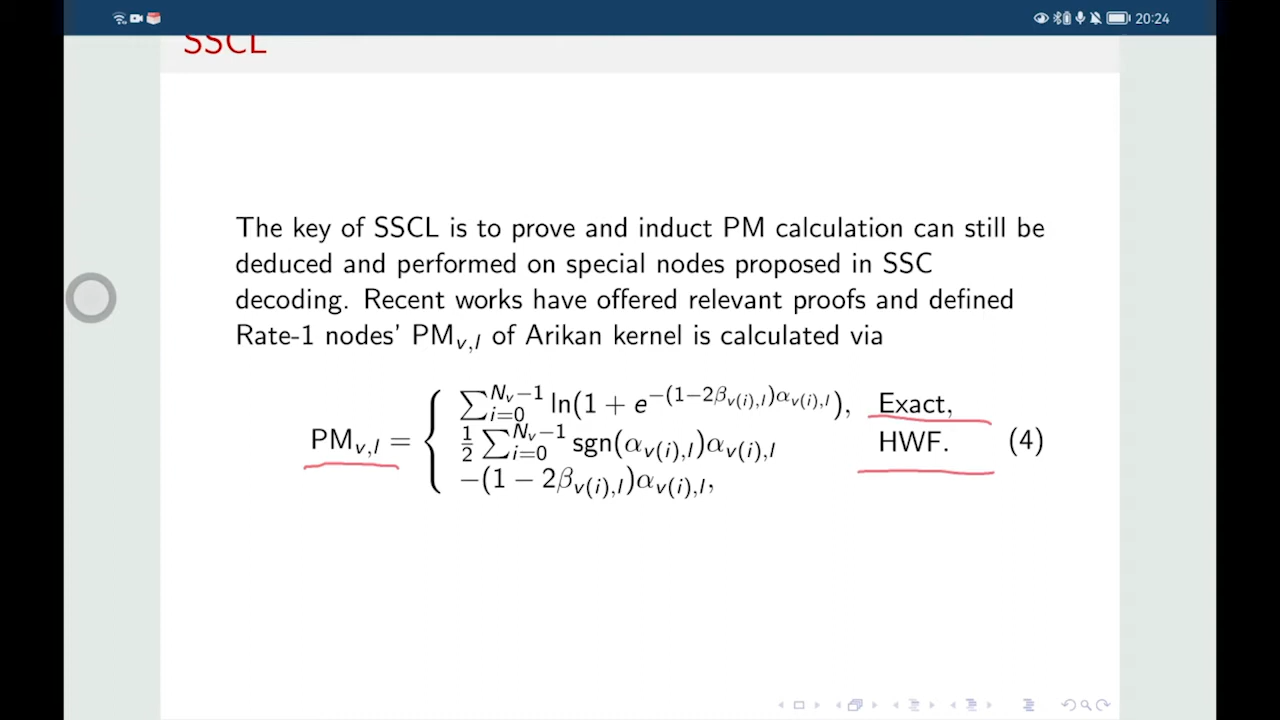 20:24
SSCL
The key of SSCL is to prove and induct PM calculation can still be
deduced and performed on special nodes proposed in SSC
decoding. Recent works have offered relevant proofs and defined
Rate-1 nodes' PM_{v,l} of Arikan kernel is calculated via
PM_{v,l} = { ∑_{i=0}^{N_v−1} ln(1 + e^{−(1−2β_{v(i),l})α_{v(i),l}}), Exact,
½ ∑_{i=0}^{N_v−1} sgn(α_{v(i),l})α_{v(i),l} HWF. (4)
−(1 − 2β_{v(i),l})α_{v(i),l},